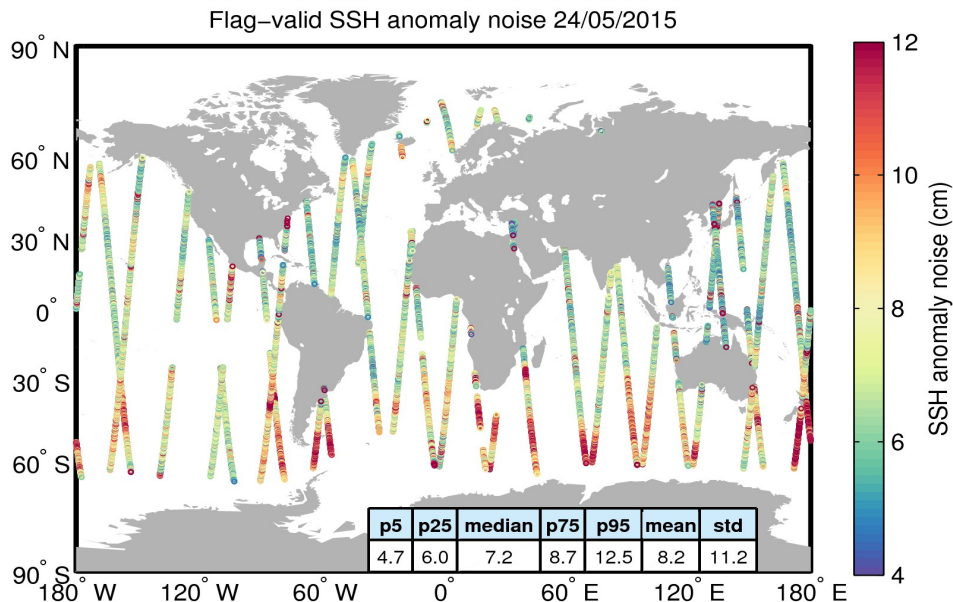 Flag−valid SSH anomaly noise 24/05/2015
90° N
60° N
30° N
0°
30° S
60° S
90° S
180° W 120° W 60° W 0° 60° E 120° E 180° E
p5 p25 median p75 p95 mean std
4.7 6.0 7.2 8.7 12.5 8.2 11.2
12
10
8
6
4
SSH anomaly noise (cm)